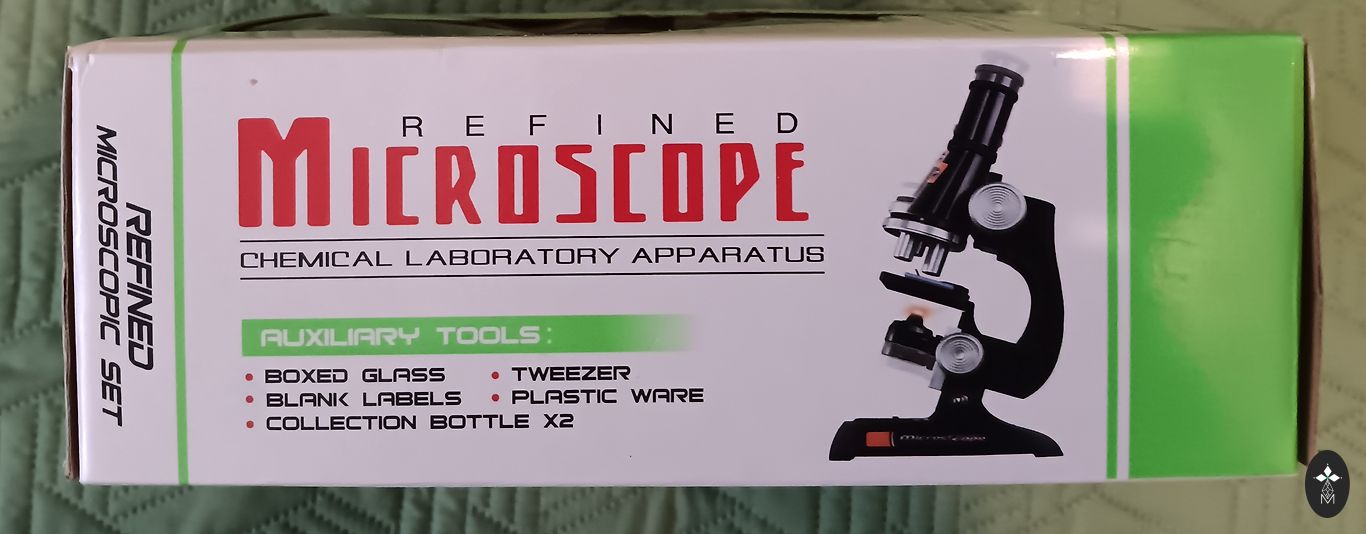 REFINED
MICROSCOPIC SET
REFINED
MICROSCOPE
CHEMICAL LABORATORY APPARATUS
AUXILIARY TOOLS:
• BOXED GLASS • TWEEZER
• BLANK LABELS • PLASTIC WARE
• COLLECTION BOTTLE X2
Microscope
M